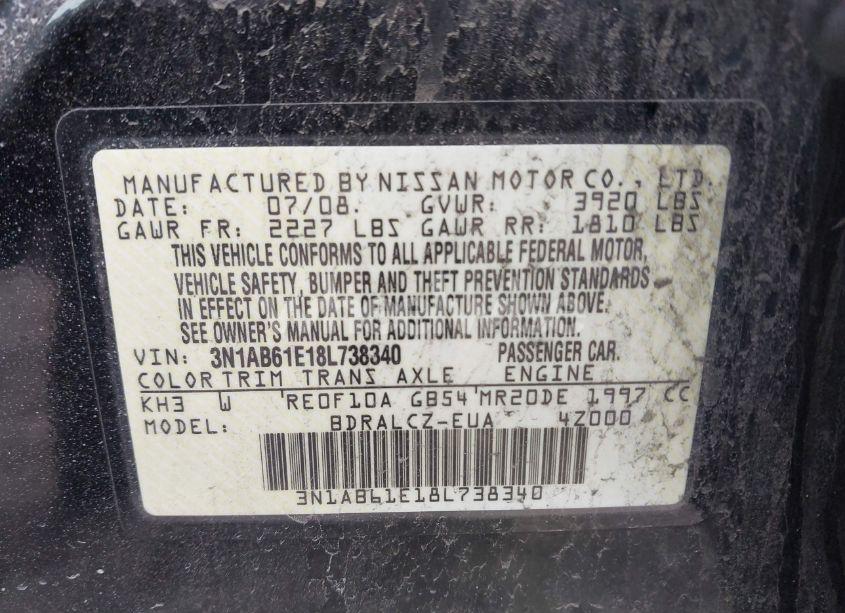 MANUFACTURED BY NISSAN MOTOR CO., LTD.
DATE: 07/08. GVWR: 3920 LBS
GAWR FR: 2227 LBS GAWR RR: 1810 LBS
THIS VEHICLE CONFORMS TO ALL APPLICABLE FEDERAL MOTOR,
VEHICLE SAFETY, BUMPER AND THEFT PREVENTION STANDARDS
IN EFFECT ON THE DATE OF MANUFACTURE SHOWN ABOVE.
SEE OWNER'S MANUAL FOR ADDITIONAL INFORMATION.
VIN: 3N1AB61E18L738340 PASSENGER CAR.
COLOR TRIM TRANS AXLE ENGINE
KH3 W RE0F10A GB54 MR20DE 1997 CC
MODEL: BDRALCZ-EUA 4Z000
3N1AB61E18L738340